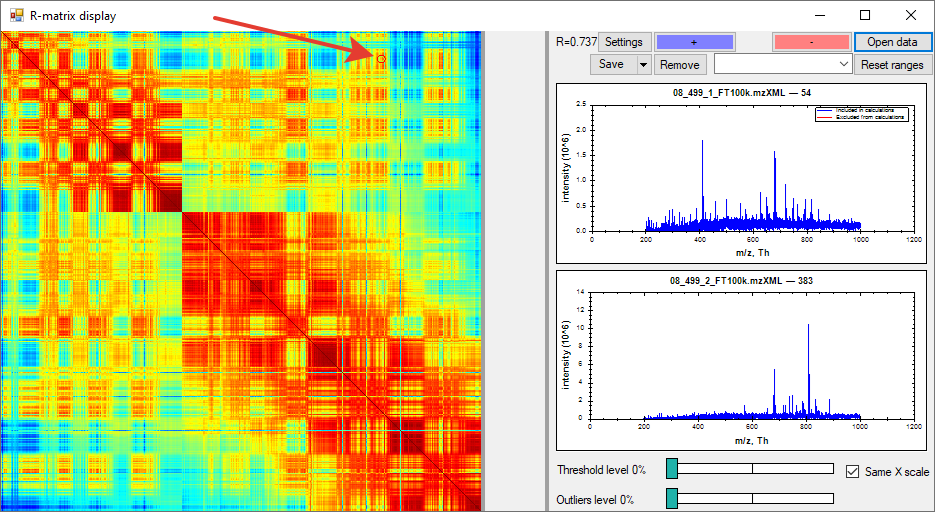 R-matrix display
R=0.737 Settings + - Open data
Save Remove Reset ranges
08_499_1_FT100k.mzXML — 54
Included in calculations
Excluded from calculations
intensity (10^6)
2.5
2.0
1.5
1.0
0.5
0.0
0 200 400 600 800 1000 1200
m/z, Th
08_499_2_FT100k.mzXML — 383
intensity (10^6)
14
12
10
8
6
4
2
0
0 200 400 600 800 1000 1200
m/z, Th
Threshold level 0%
Same X scale
Outliers level 0%